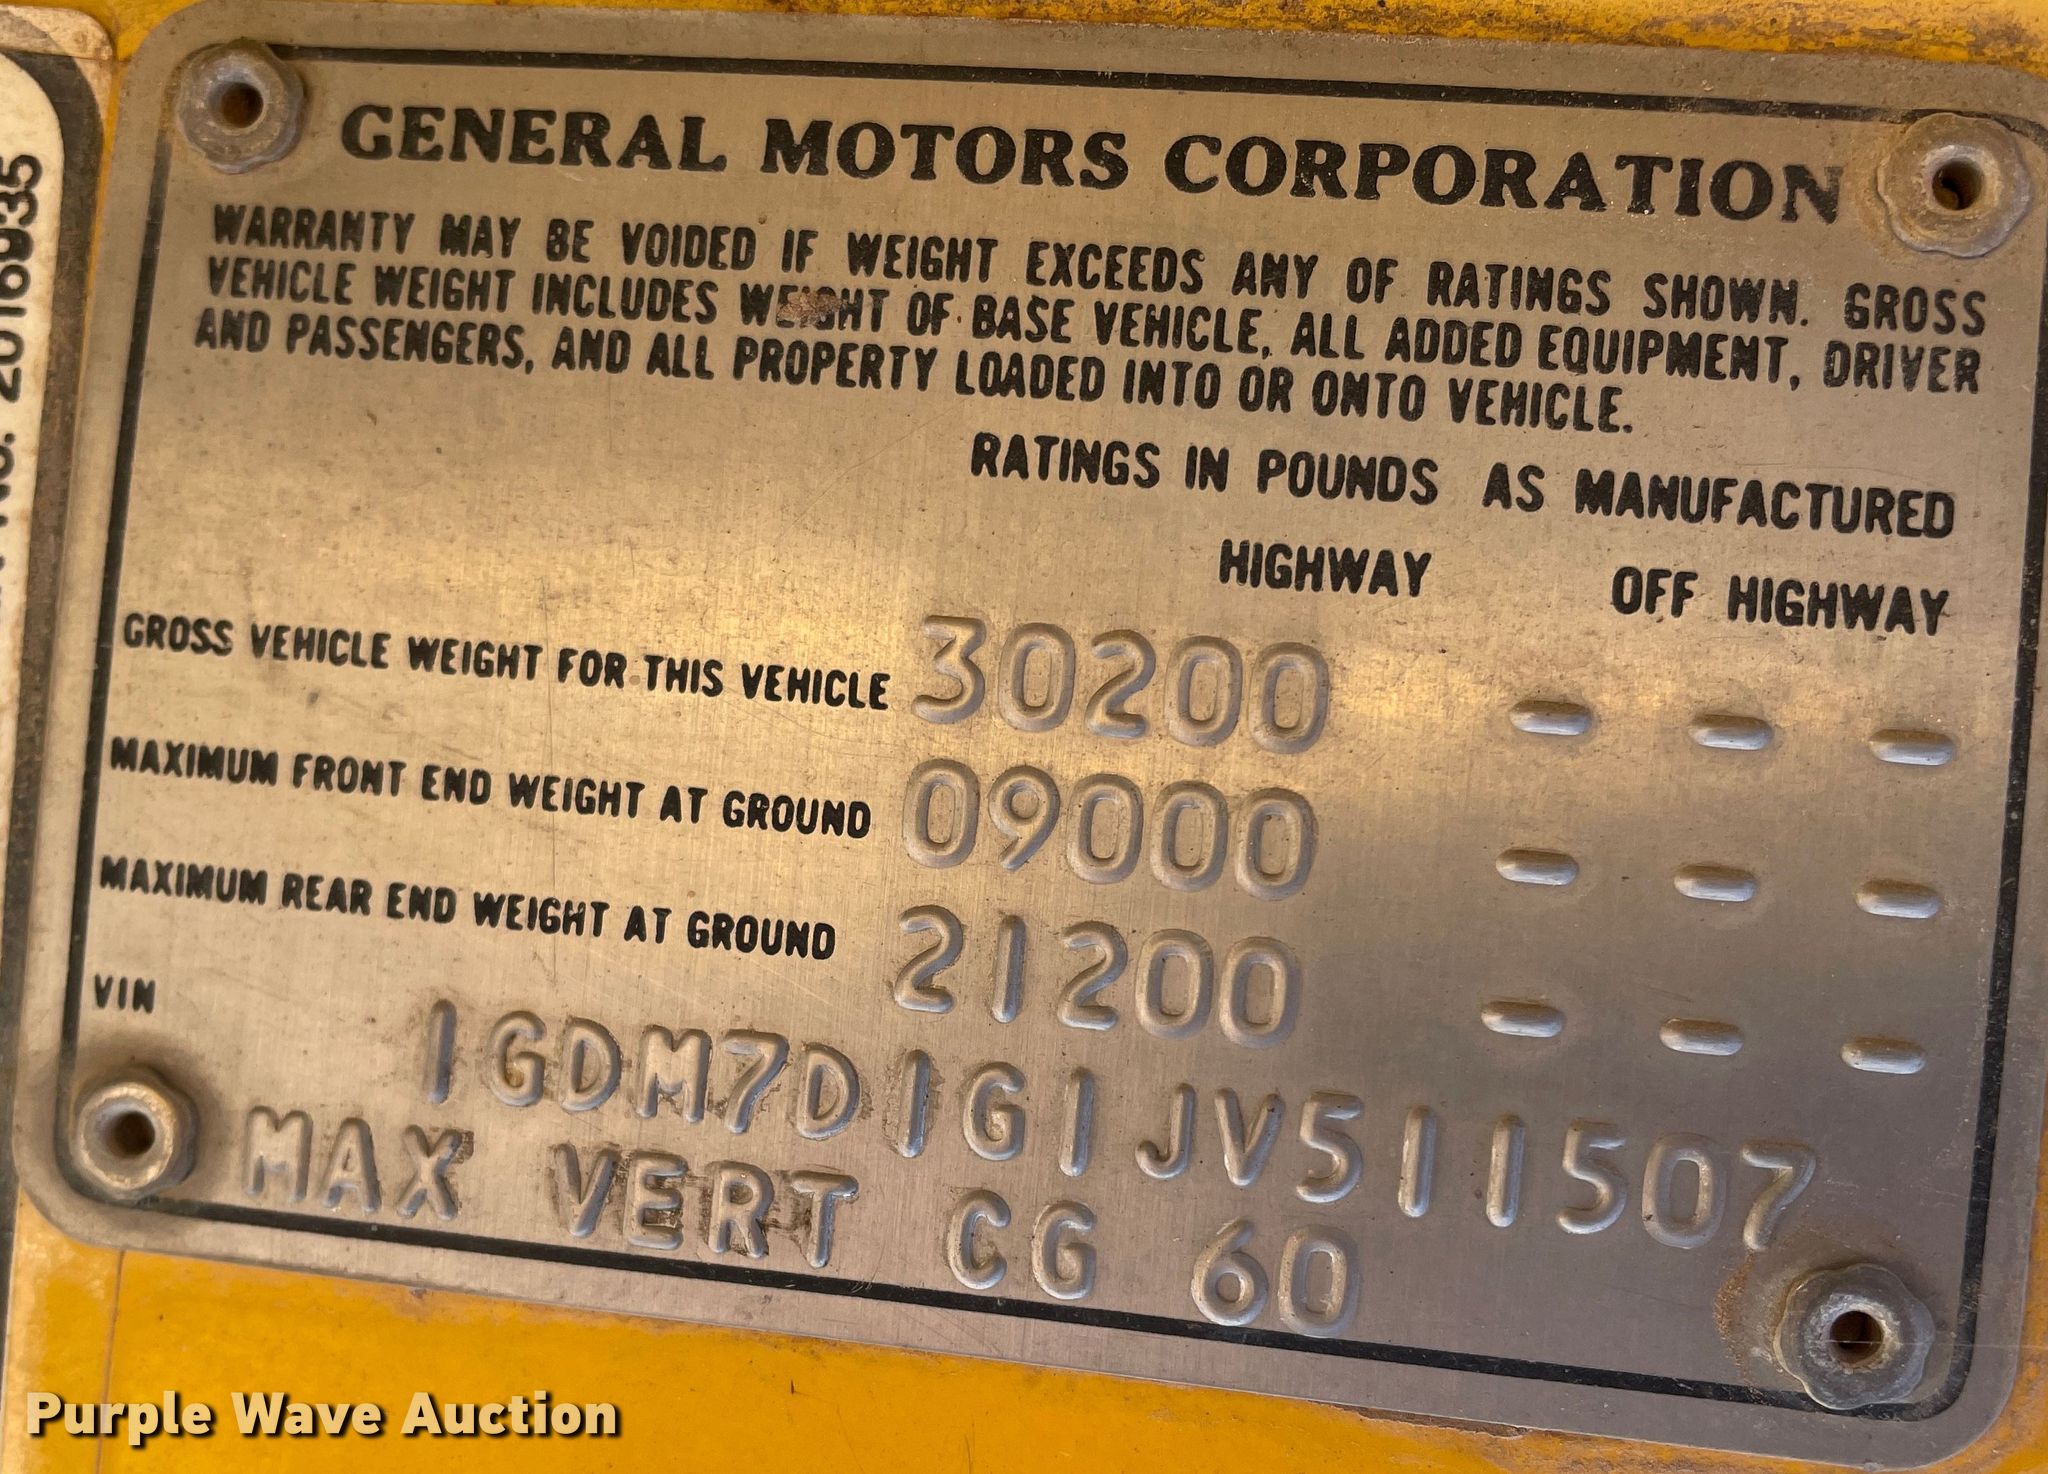 GENERAL MOTORS CORPORATION
WARRANTY MAY BE VOIDED IF WEIGHT EXCEEDS ANY OF RATINGS SHOWN. GROSS
VEHICLE WEIGHT INCLUDES WEIGHT OF BASE VEHICLE, ALL ADDED EQUIPMENT, DRIVER
AND PASSENGERS, AND ALL PROPERTY LOADED INTO OR ONTO VEHICLE.
RATINGS IN POUNDS AS MANUFACTURED
HIGHWAY OFF HIGHWAY
GROSS VEHICLE WEIGHT FOR THIS VEHICLE 30200 - - -
MAXIMUM FRONT END WEIGHT AT GROUND 09000 - - -
MAXIMUM REAR END WEIGHT AT GROUND 21200 - - -
VIN 1GDM7D1G1JV511507
MAX VERT CG 60
No. 2016935
Purple Wave Auction